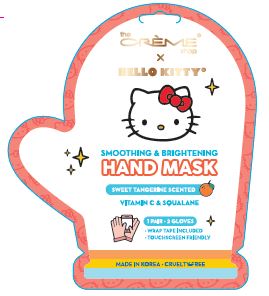 the
CRÈME
shop
×
HELLO KITTY®
SMOOTHING & BRIGHTENING
HAND MASK
SWEET TANGERINE SCENTED
VITAMIN C & SQUALANE
1 PAIR - 2 GLOVES
• WRAP TAPE INCLUDED
• TOUCHSCREEN FRIENDLY
MADE IN KOREA • CRUELTY-FREE